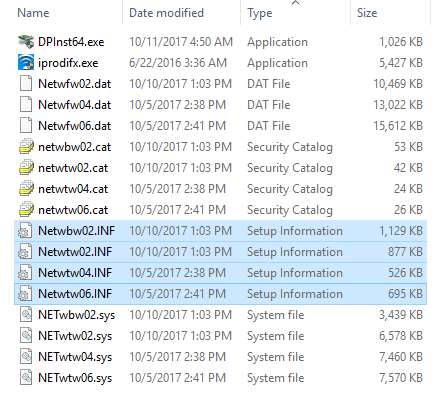 Name Date modified Type Size
DPInst64.exe 10/11/2017 4:50 AM Application 1,026 KB
iprodifx.exe 6/22/2016 3:36 AM Application 5,427 KB
Netwfw02.dat 10/10/2017 1:03 PM DAT File 10,469 KB
Netwfw04.dat 10/5/2017 2:38 PM DAT File 13,022 KB
Netwfw06.dat 10/5/2017 2:41 PM DAT File 15,612 KB
netwbw02.cat 10/10/2017 1:03 PM Security Catalog 53 KB
netwtw02.cat 10/10/2017 1:03 PM Security Catalog 42 KB
netwtw04.cat 10/5/2017 2:38 PM Security Catalog 24 KB
netwtw06.cat 10/5/2017 2:41 PM Security Catalog 26 KB
Netwbw02.INF 10/10/2017 1:03 PM Setup Information 1,129 KB
Netwtw02.INF 10/10/2017 1:03 PM Setup Information 877 KB
Netwtw04.INF 10/5/2017 2:38 PM Setup Information 526 KB
Netwtw06.INF 10/5/2017 2:41 PM Setup Information 695 KB
NETwbw02.sys 10/10/2017 1:03 PM System file 3,439 KB
NETwtw02.sys 10/10/2017 1:03 PM System file 6,578 KB
NETwtw04.sys 10/5/2017 2:38 PM System file 7,460 KB
NETwtw06.sys 10/5/2017 2:41 PM System file 7,570 KB